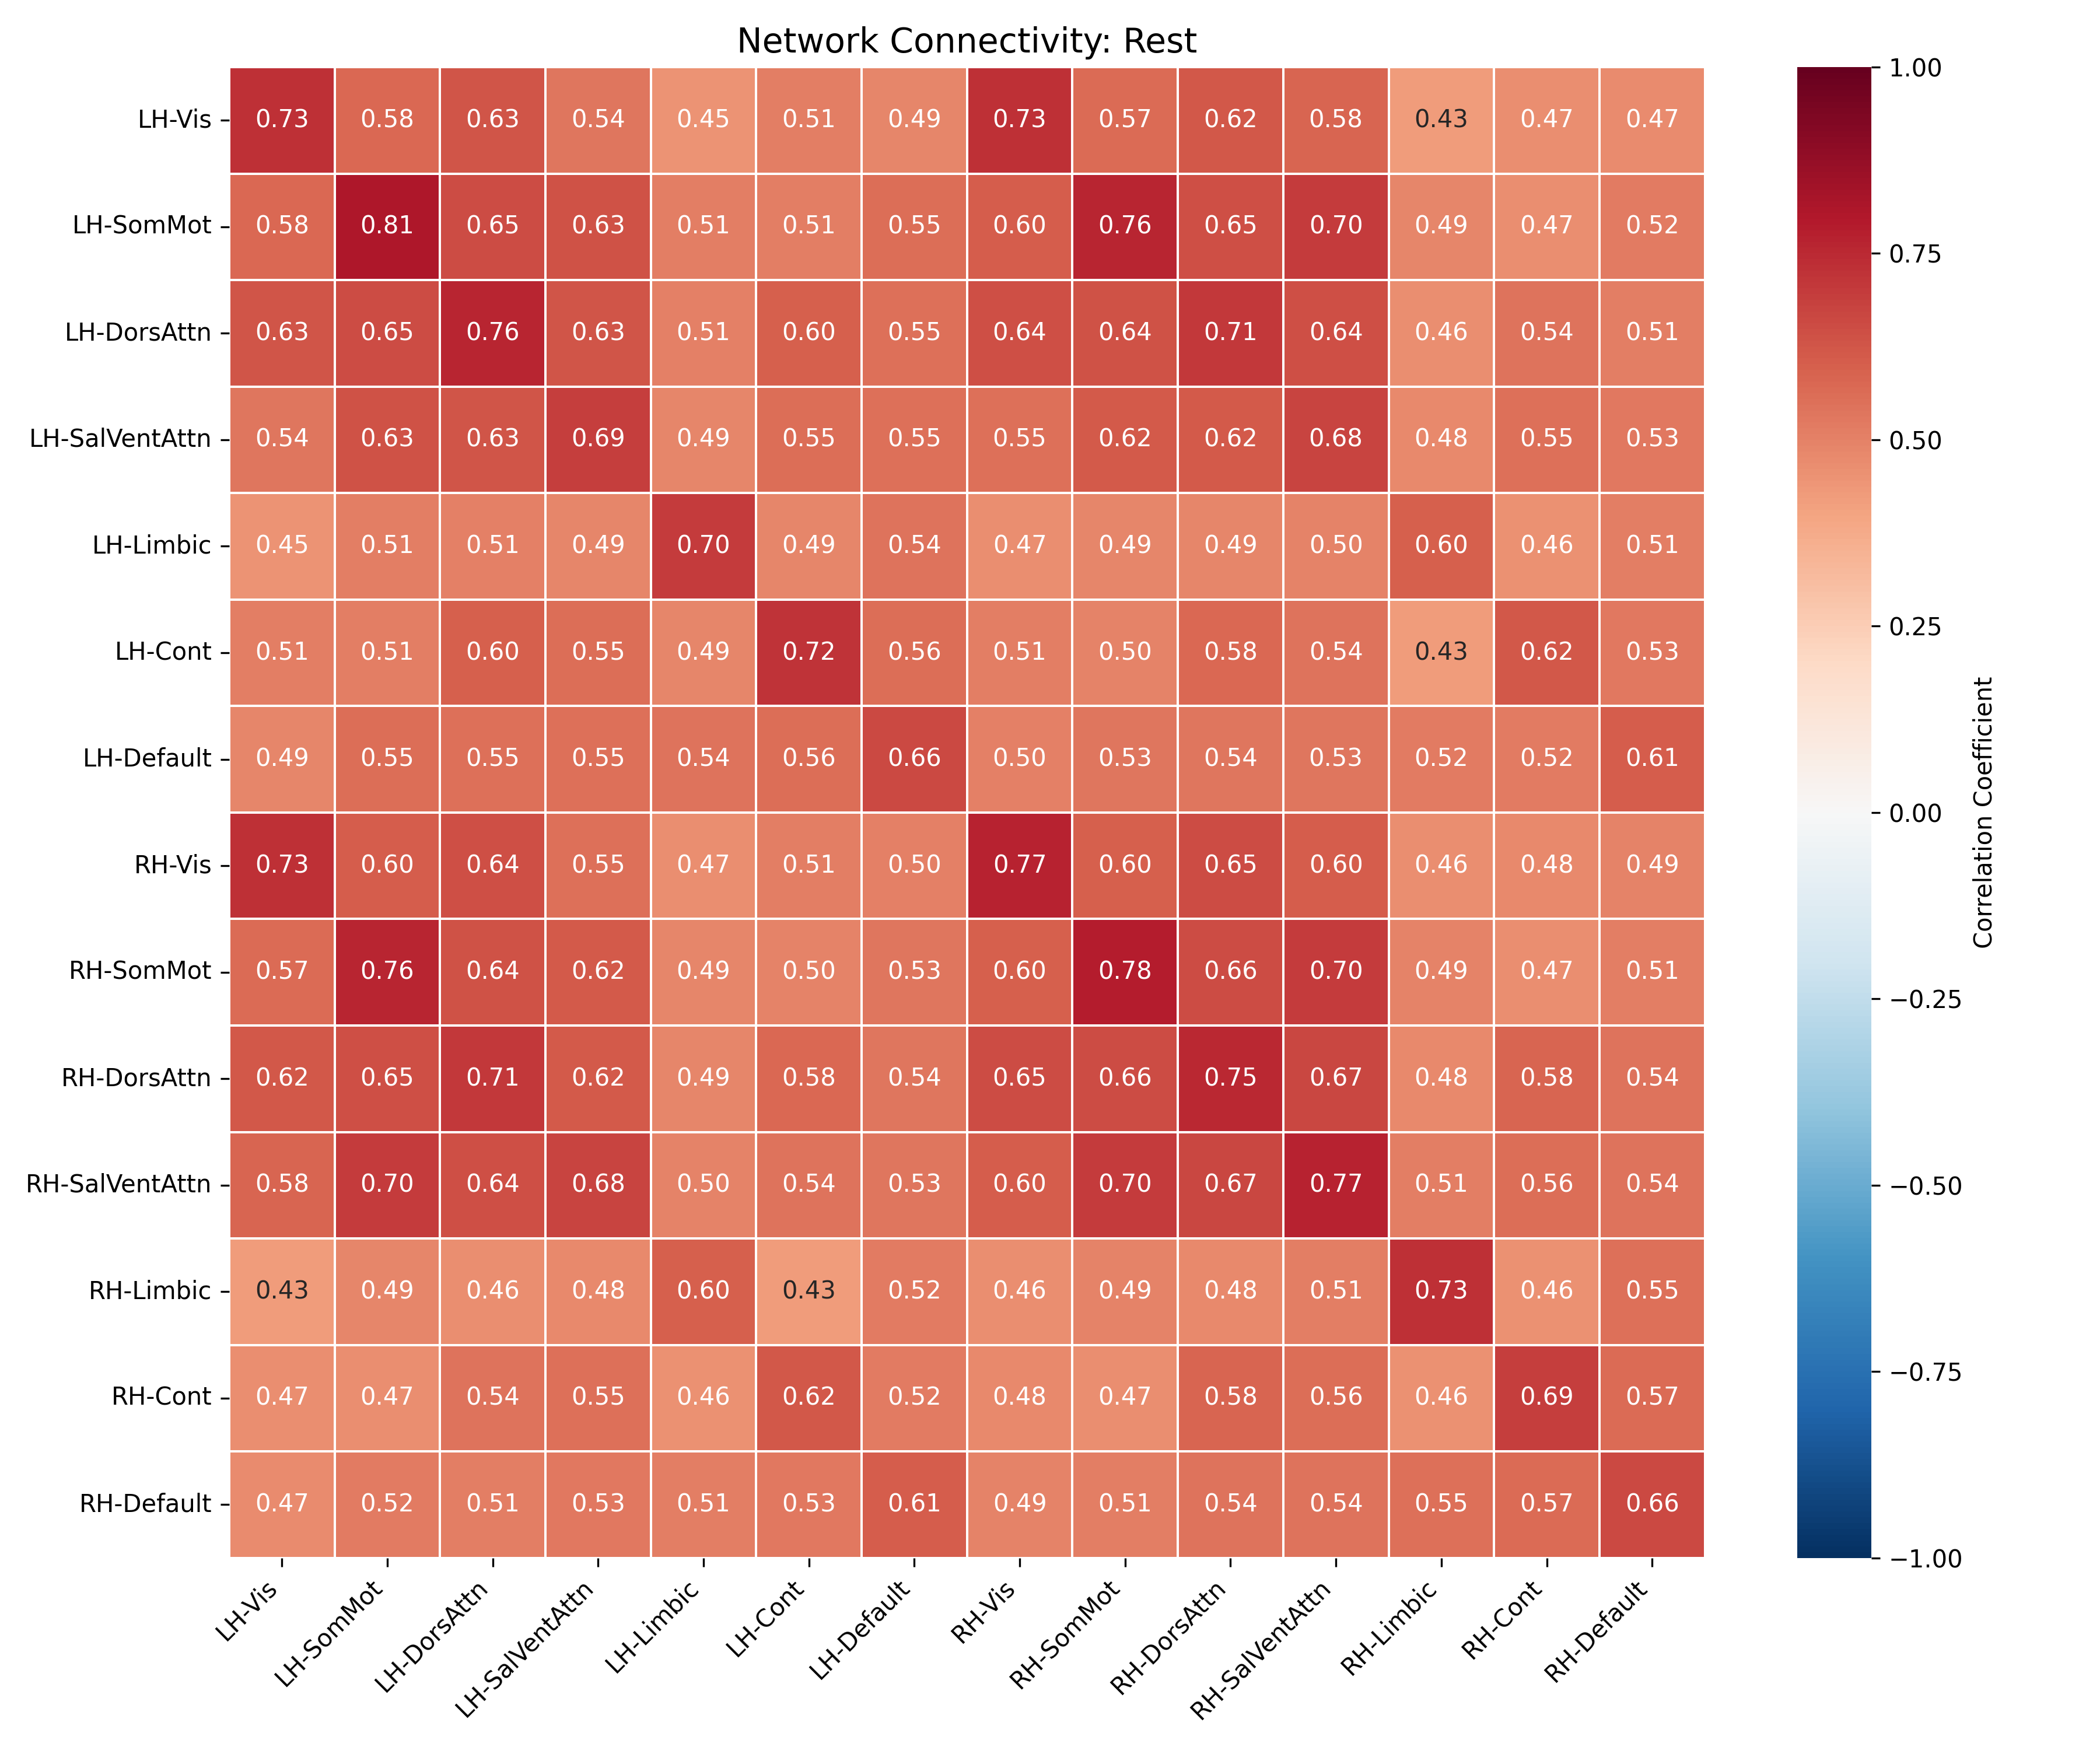 Network Connectivity: Rest
LH-Vis 0.73 0.58 0.63 0.54 0.45 0.51 0.49 0.73 0.57 0.62 0.58 0.43 0.47 0.47
LH-SomMot 0.58 0.81 0.65 0.63 0.51 0.51 0.55 0.60 0.76 0.65 0.70 0.49 0.47 0.52
LH-DorsAttn 0.63 0.65 0.76 0.63 0.51 0.60 0.55 0.64 0.64 0.71 0.64 0.46 0.54 0.51
LH-SalVentAttn 0.54 0.63 0.63 0.69 0.49 0.55 0.55 0.55 0.62 0.62 0.68 0.48 0.55 0.53
LH-Limbic 0.45 0.51 0.51 0.49 0.70 0.49 0.54 0.47 0.49 0.49 0.50 0.60 0.46 0.51
LH-Cont 0.51 0.51 0.60 0.55 0.49 0.72 0.56 0.51 0.50 0.58 0.54 0.43 0.62 0.53
LH-Default 0.49 0.55 0.55 0.55 0.54 0.56 0.66 0.50 0.53 0.54 0.53 0.52 0.52 0.61
RH-Vis 0.73 0.60 0.64 0.55 0.47 0.51 0.50 0.77 0.60 0.65 0.60 0.46 0.48 0.49
RH-SomMot 0.57 0.76 0.64 0.62 0.49 0.50 0.53 0.60 0.78 0.66 0.70 0.49 0.47 0.51
RH-DorsAttn 0.62 0.65 0.71 0.62 0.49 0.58 0.54 0.65 0.66 0.75 0.67 0.48 0.58 0.54
RH-SalVentAttn 0.58 0.70 0.64 0.68 0.50 0.54 0.53 0.60 0.70 0.67 0.77 0.51 0.56 0.54
RH-Limbic 0.43 0.49 0.46 0.48 0.60 0.43 0.52 0.46 0.49 0.48 0.51 0.73 0.46 0.55
RH-Cont 0.47 0.47 0.54 0.55 0.46 0.62 0.52 0.48 0.47 0.58 0.56 0.46 0.69 0.57
RH-Default 0.47 0.52 0.51 0.53 0.51 0.53 0.61 0.49 0.51 0.54 0.54 0.55 0.57 0.66
LH-Vis LH-SomMot LH-DorsAttn LH-SalVentAttn LH-Limbic LH-Cont LH-Default RH-Vis RH-SomMot RH-DorsAttn RH-SalVentAttn RH-Limbic RH-Cont RH-Default
1.00
0.75
0.50
0.25
0.00
−0.25
−0.50
−0.75
−1.00
Correlation Coefficient